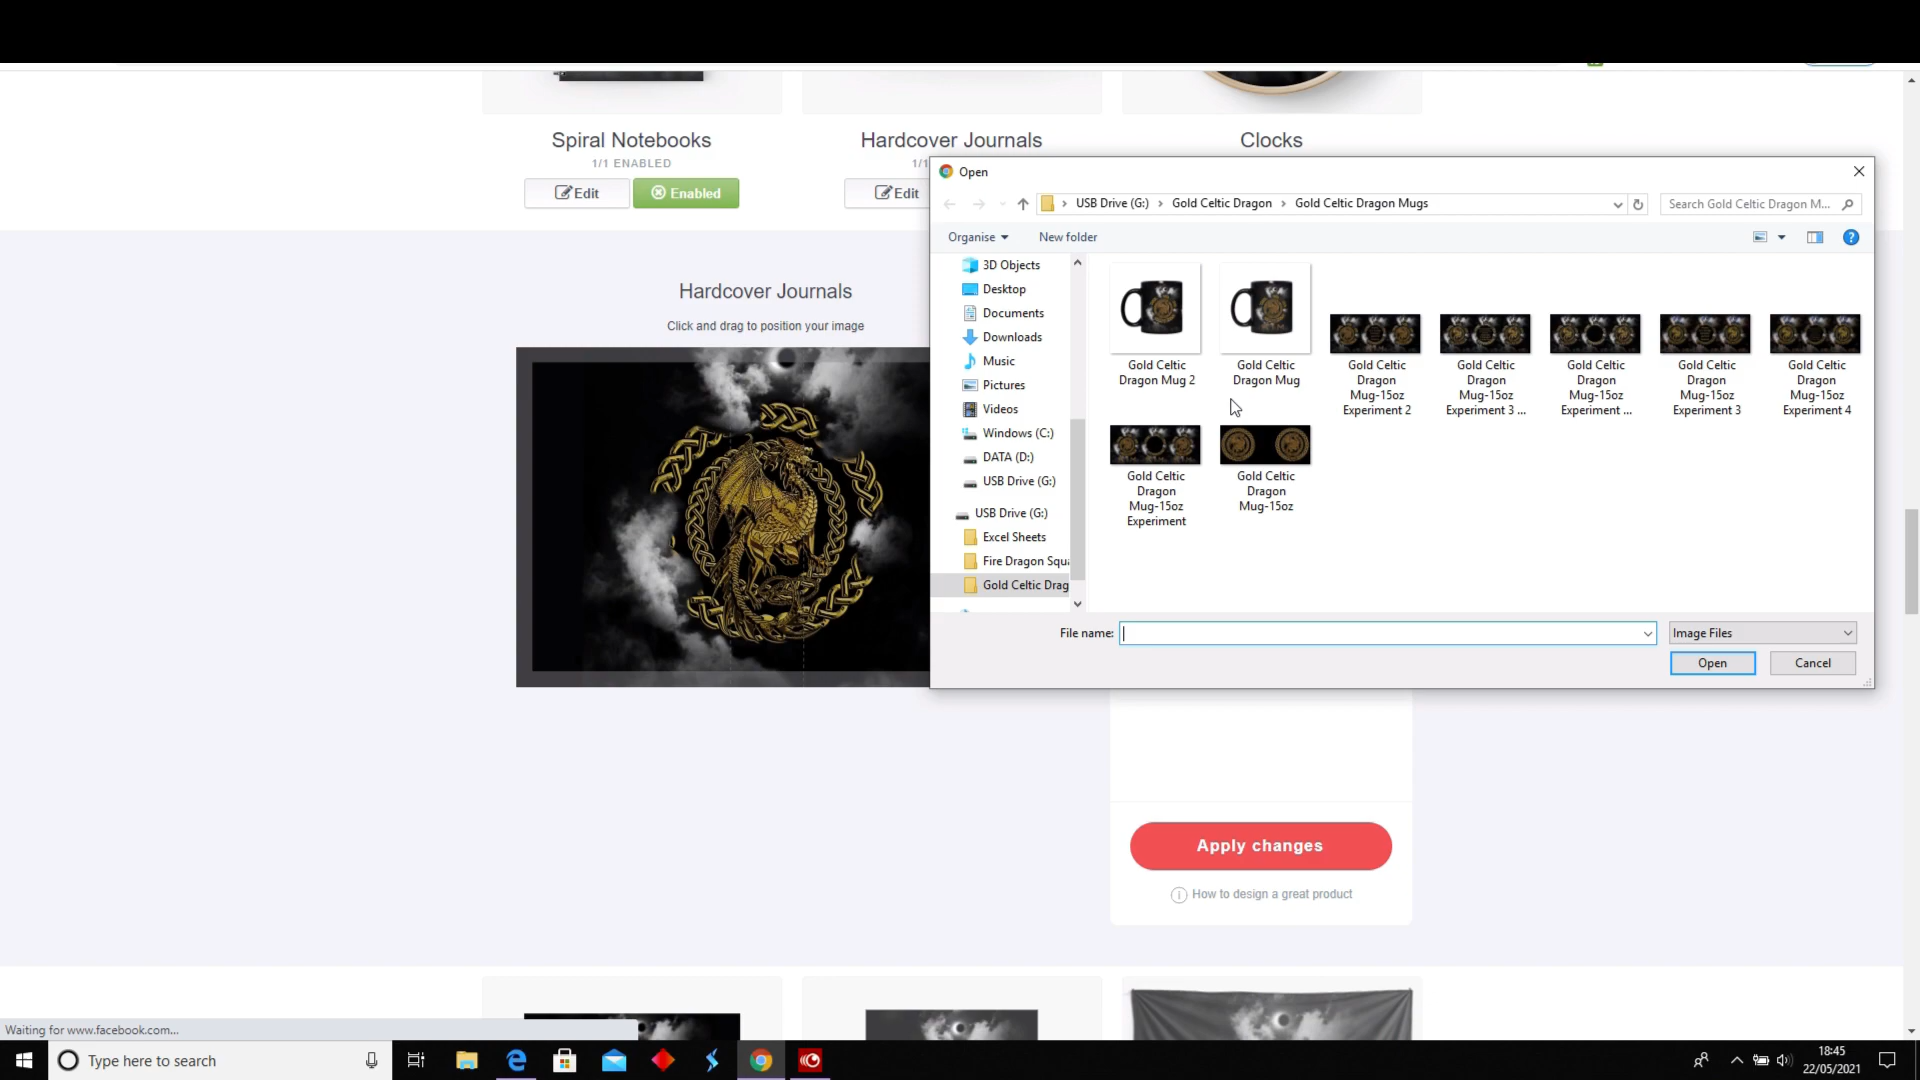 Spiral Notebooks
1/1 ENABLED
Edit
Enabled
Hardcover Journals
1/1
Edit
Clocks
Hardcover Journals
Click and drag to position your image
Open
USB Drive (G:) Gold Celtic Dragon Gold Celtic Dragon Mugs
Search Gold Celtic Dragon M...
Organise
New folder
3D Objects
Desktop
Documents
Downloads
Music
Pictures
Videos
Windows (C:)
DATA (D:)
USB Drive (G:)
USB Drive (G:)
Excel Sheets
Fire Dragon Squ
Gold Celtic Drag
Gold Celtic
Dragon Mug 2
Gold Celtic
Dragon Mug
Gold Celtic
Dragon
Mug-15oz
Experiment 2
Gold Celtic
Dragon
Mug-15oz
Experiment 3 ...
Gold Celtic
Dragon
Mug-15oz
Experiment ...
Gold Celtic
Dragon
Mug-15oz
Experiment 3
Gold Celtic
Dragon
Mug-15oz
Experiment 4
Gold Celtic
Dragon
Mug-15oz
Experiment
Gold Celtic
Dragon
Mug-15oz
File name:
Image Files
Open
Cancel
Apply changes
How to design a great product
Waiting for www.facebook.com...
Type here to search
18:45
22/05/2021